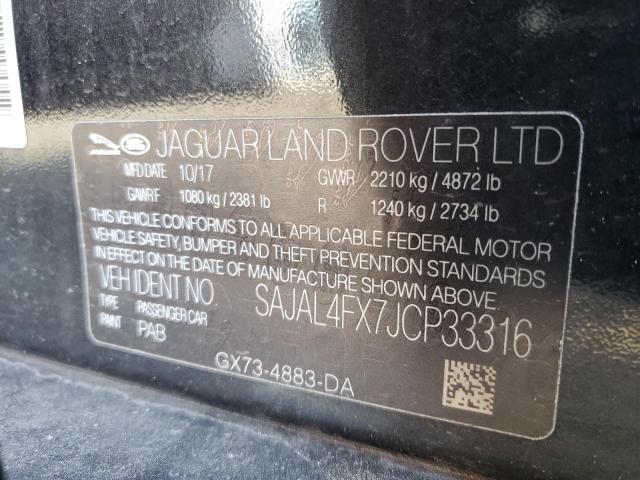 JAGUAR LAND ROVER LTD
MFD DATE 10/17 GVWR 2210 kg / 4872 lb
GAWR F 1080 kg / 2381 lb R 1240 kg / 2734 lb
THIS VEHICLE CONFORMS TO ALL APPLICABLE FEDERAL MOTOR
VEHICLE SAFETY, BUMPER AND THEFT PREVENTION STANDARDS
IN EFFECT ON THE DATE OF MANUFACTURE SHOWN ABOVE.
VEH IDENT NO. SAJAL4FX7JCP33316
TYPE PASSENGER CAR
PAINT PAB
GX73-4883-DA